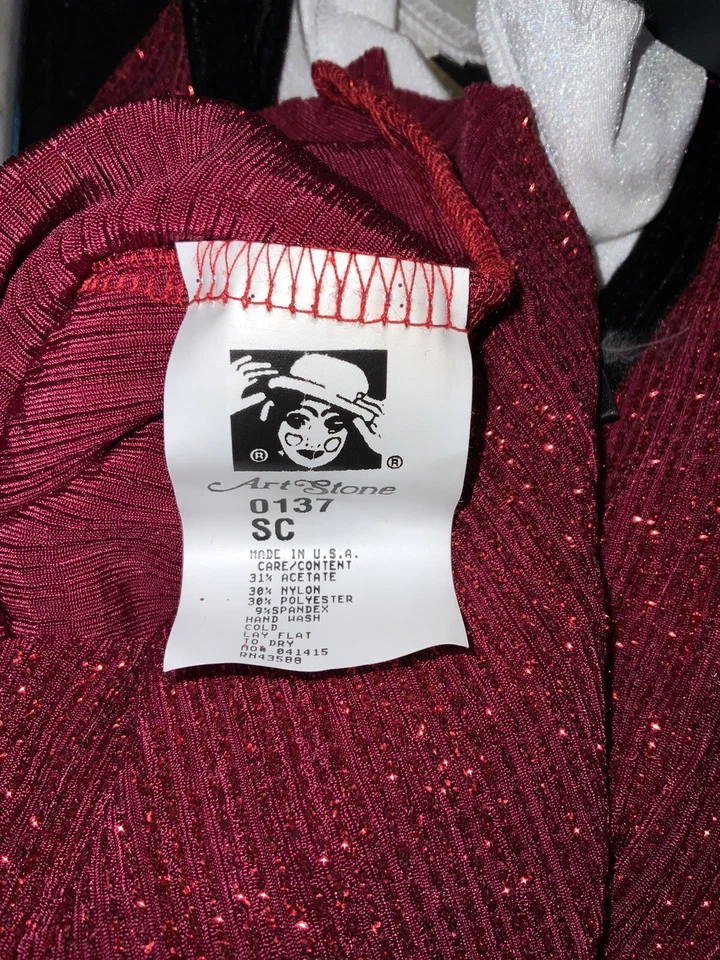 ® ®
Art Stone
0137
SC
MADE IN U.S.A.
CARE/CONTENT
31% ACETATE
30% NYLON
30% POLYESTER
9%SPANDEX
HAND WASH
COLD
LAY FLAT
TO DRY
MO# 041415
RN43588